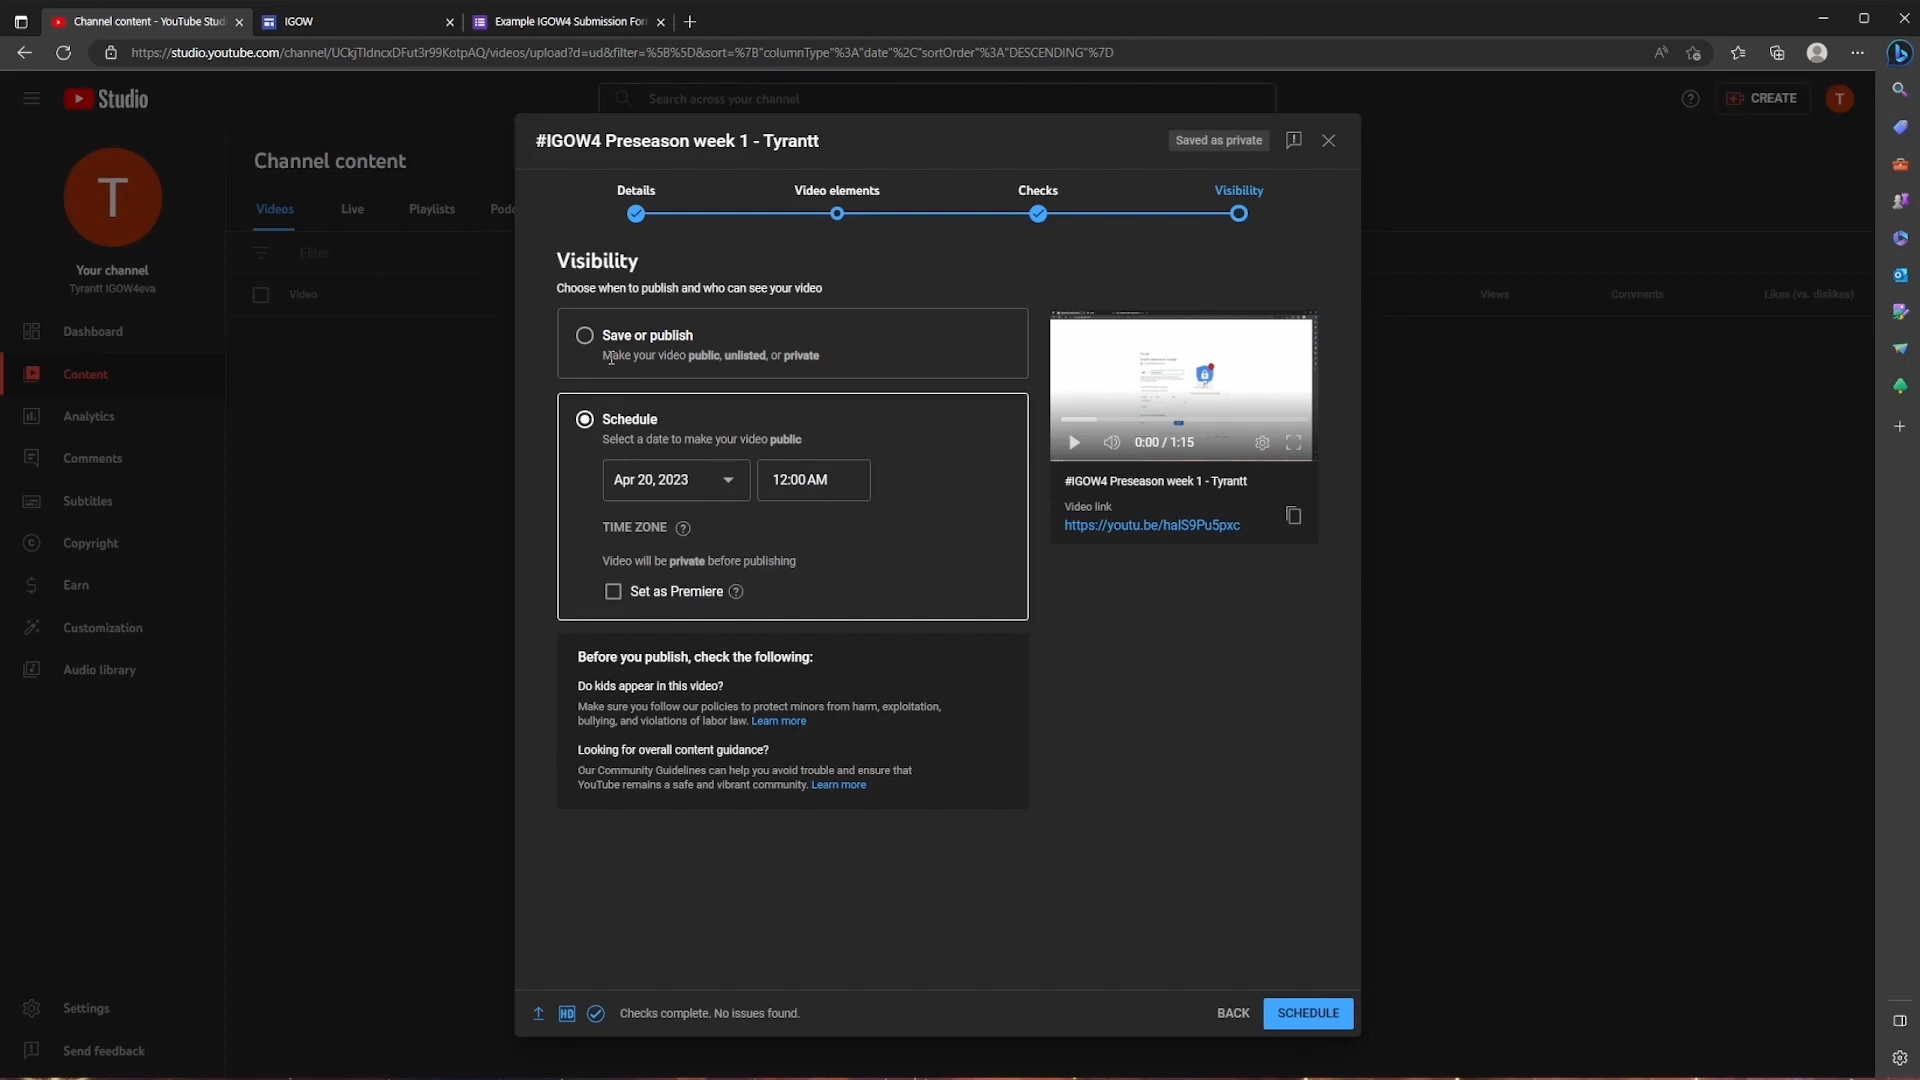 Channel content - YouTube Stud
IGOW
Example IGOW4 Submission For
https://studio.youtube.com/channel/UCkjTldncxDFut3r99KotpAQ/videos/upload?d=ud&filter=%5B%5D&sort=%7B"columnType"%3A"date"%2C"sortOrder"%3A"DESCENDING"%7D
Studio
Search across your channel
CREATE
T
T
Your channel
Tyrantt IGOW4eva
Dashboard
Content
Analytics
Comments
Subtitles
Copyright
Earn
Customization
Audio library
Settings
Send feedback
Channel content
Videos
Live
Playlists
Podc
Filter
Video
Views
Comments
Likes (vs. dislikes)
#IGOW4 Preseason week 1 - Tyrantt
Saved as private
Details
Video elements
Checks
Visibility
Visibility
Choose when to publish and who can see your video
Save or publish
Make your video public, unlisted, or private
Schedule
Select a date to make your video public
Apr 20, 2023
12:00 AM
TIME ZONE
Video will be private before publishing
Set as Premiere
Before you publish, check the following:
Do kids appear in this video?
Make sure you follow our policies to protect minors from harm, exploitation,
bullying, and violations of labor law. Learn more
Looking for overall content guidance?
Our Community Guidelines can help you avoid trouble and ensure that
YouTube remains a safe and vibrant community. Learn more
0:00 / 1:15
#IGOW4 Preseason week 1 - Tyrantt
Video link
https://youtu.be/halS9Pu5pxc
HD
Checks complete. No issues found.
BACK
SCHEDULE